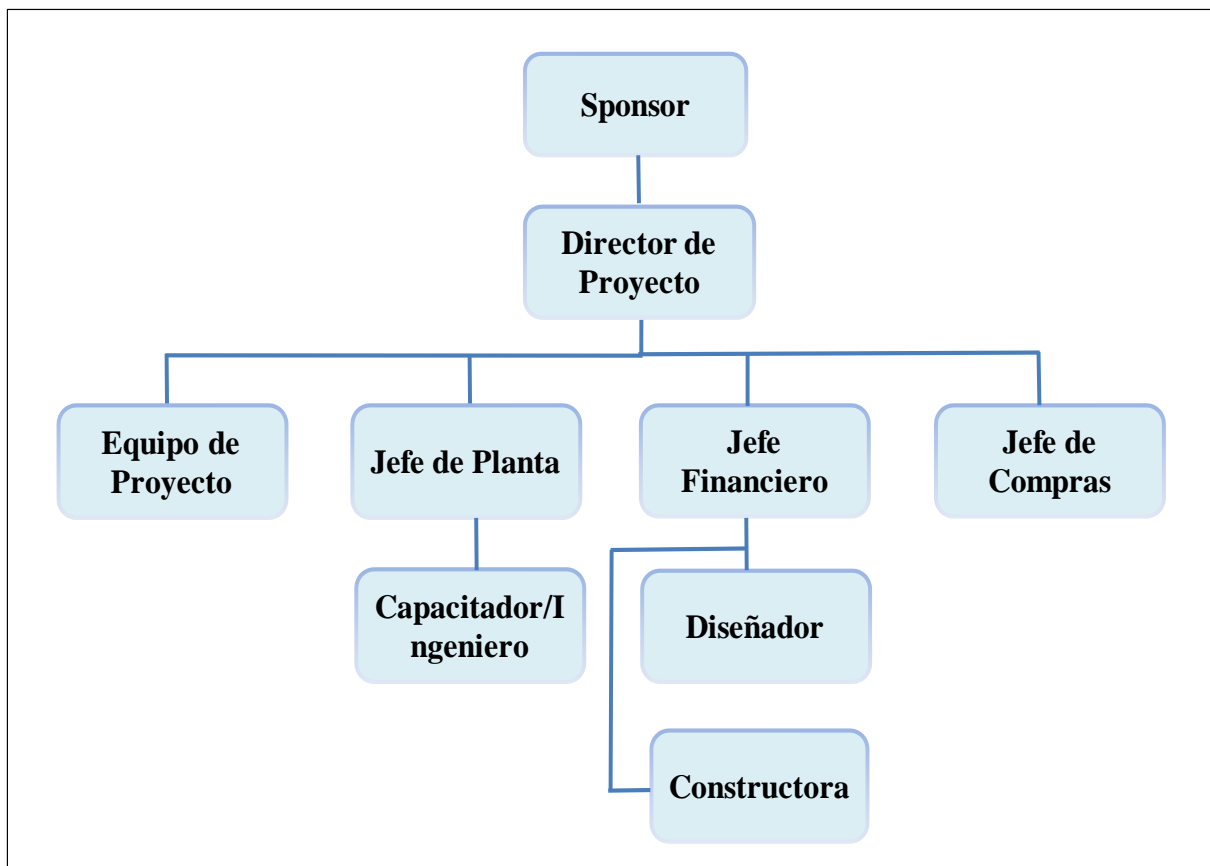 Sponsor
Director de
Proyecto
Equipo de
Proyecto
Jefe de Planta
Jefe
Financiero
Jefe de
Compras
Capacitador/I
ngeniero
Diseñador
Constructora